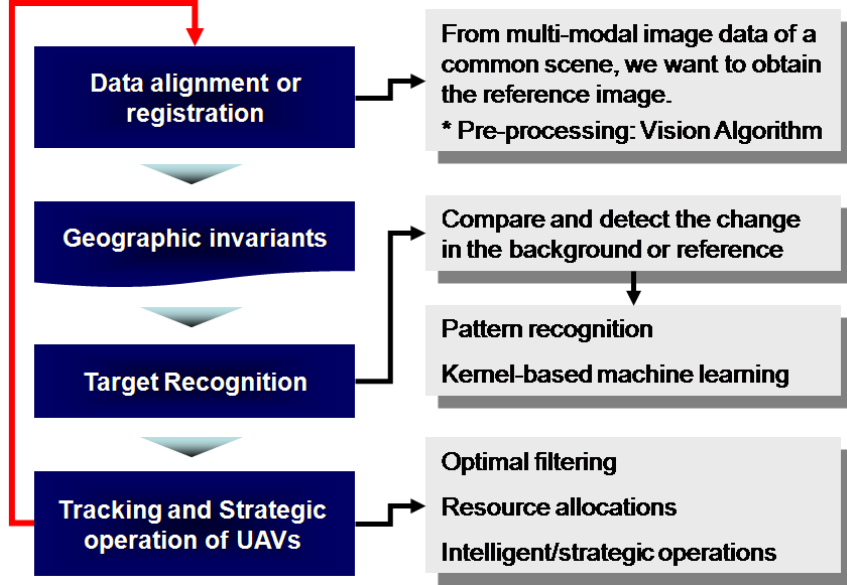 Data alignment or
registration
From multi-modal image data of a
common scene, we want to obtain
the reference image.
* Pre-processing: Vision Algorithm
Geographic invariants
Compare and detect the change
in the background or reference
Target Recognition
Pattern recognition
Kernel-based machine learning
Tracking and Strategic
operation of UAVs
Optimal filtering
Resource allocations
Intelligent/strategic operations